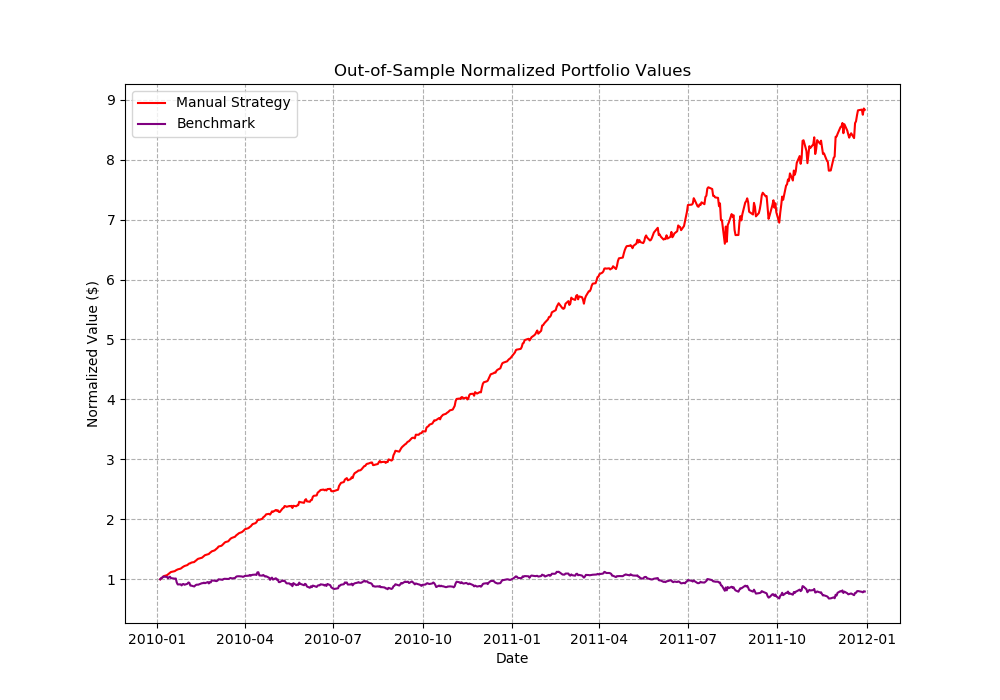 Out-of-Sample Normalized Portfolio Values
Manual Strategy
Benchmark
Normalized Value ($)
9
8
7
6
5
4
3
2
1
2010-01 2010-04 2010-07 2010-10 2011-01 2011-04 2011-07 2011-10 2012-01
Date